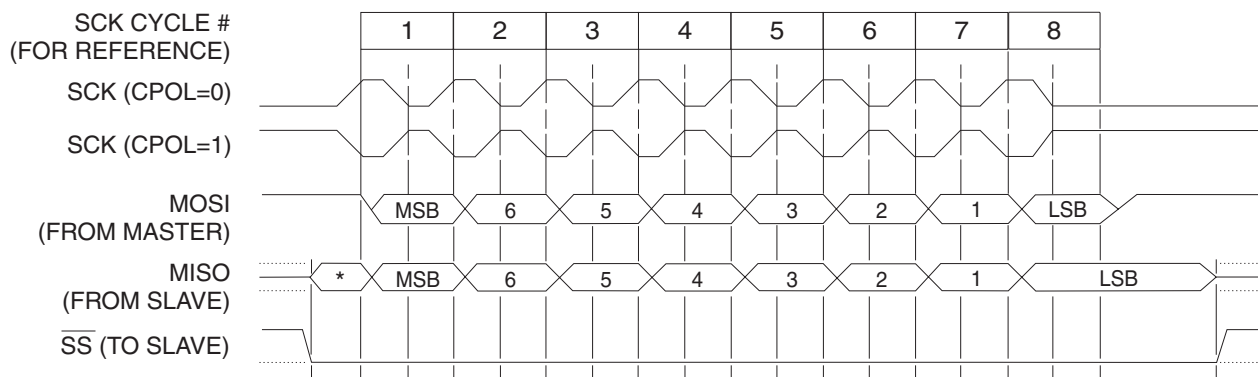 SCK CYCLE # 1 2 3 4 5 6 7 8
(FOR REFERENCE)
SCK (CPOL=0)
SCK (CPOL=1)
MOSI MSB 6 5 4 3 2 1 LSB
(FROM MASTER)
MISO * MSB 6 5 4 3 2 1 LSB
(FROM SLAVE)
SS (TO SLAVE)